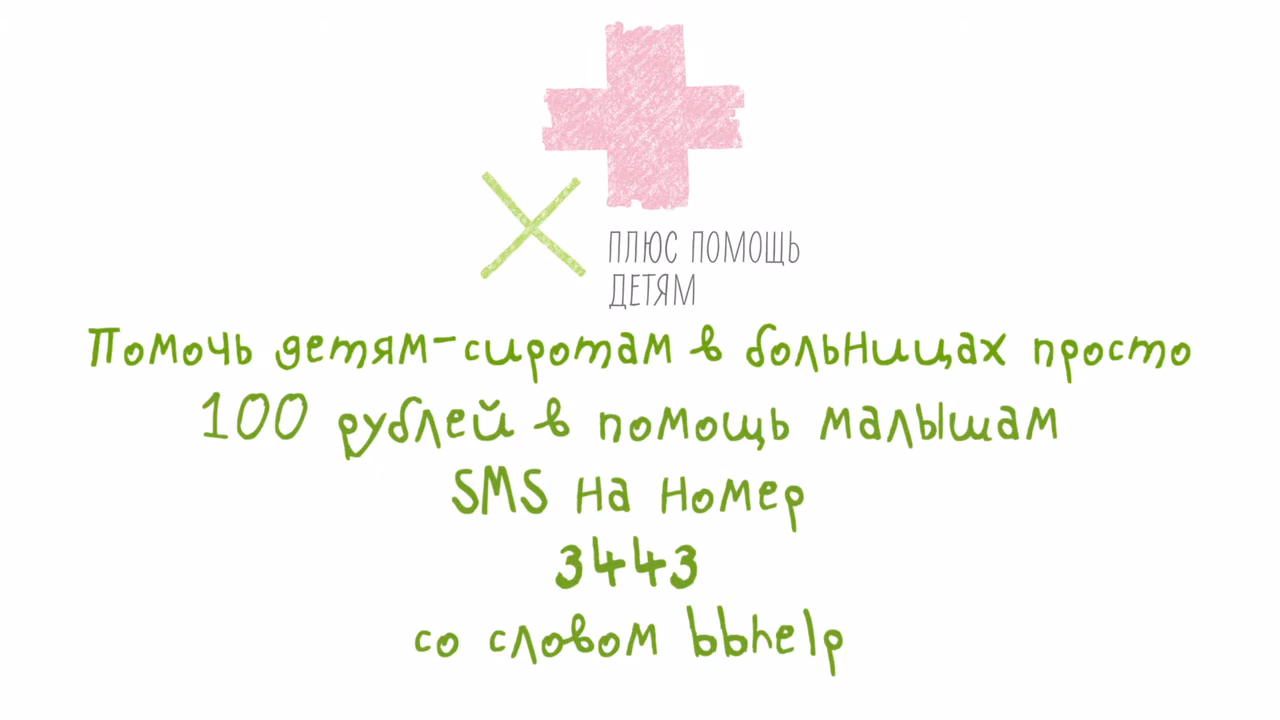 ПЛЮС ПОМОЩЬ
ДЕТЯМ
Помочь детям-сиротам в больницах просто
100 рублей в помощь малышам
SMS на номер
3443
со словом bbhelp